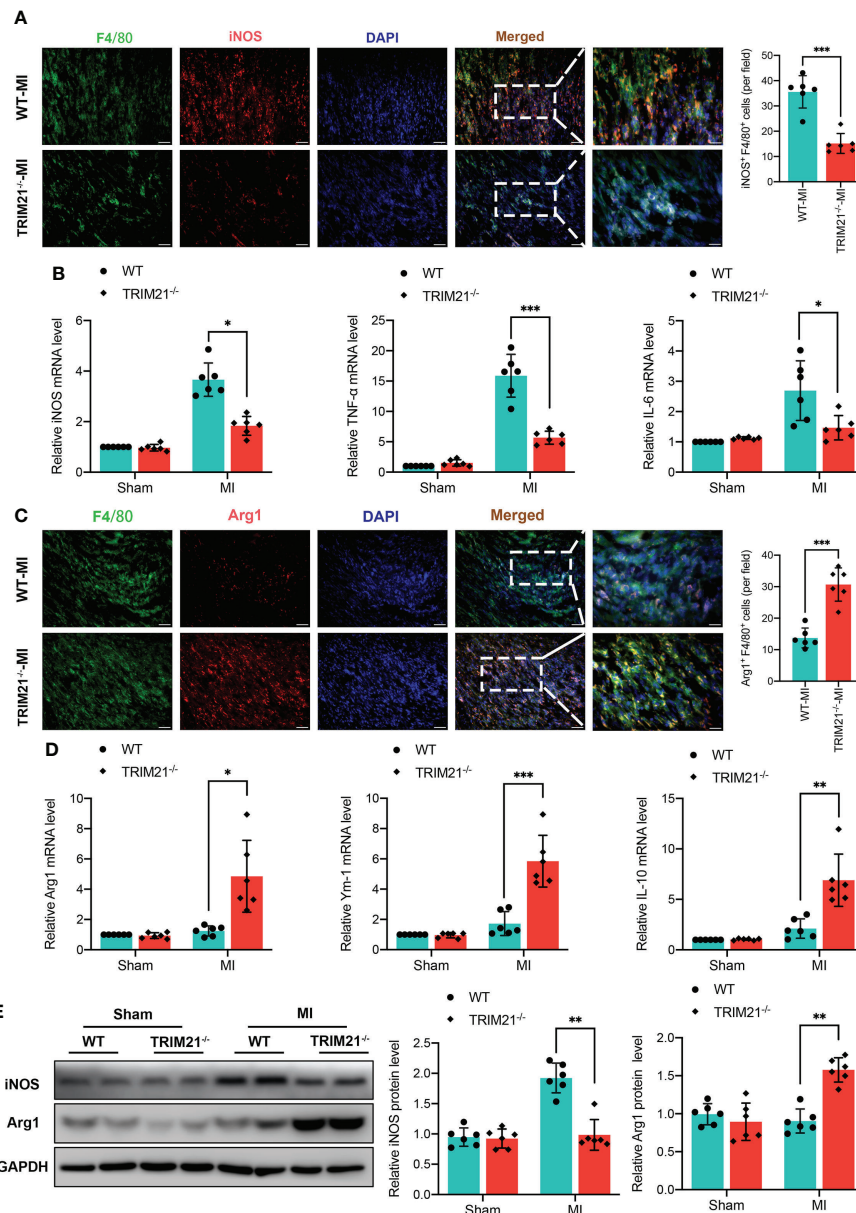 A
F4/80 iNOS DAPI Merged
WT-MI
TRIM21-/--MI
iNOS+ F4/80+ cells (per field)
50
40
30
20
10
0
***
WT-MI
TRIM21-/--MI
B
WT
TRIM21-/-
Relative iNOS mRNA level
6
4
2
0
*
Sham MI
WT
TRIM21-/-
Relative TNF-α mRNA level
25
20
15
10
5
0
***
Sham MI
WT
TRIM21-/-
Relative IL-6 mRNA level
6
5
4
3
2
1
0
*
Sham MI
C
F4/80 Arg1 DAPI Merged
WT-MI
TRIM21-/--MI
Arg1+ F4/80+ cells (per field)
40
30
20
10
0
***
WT-MI
TRIM21-/--MI
D
WT
TRIM21-/-
Relative Arg1 mRNA level
10
8
6
4
2
0
*
Sham MI
WT
TRIM21-/-
Relative Ym-1 mRNA level
10
8
6
4
2
0
***
Sham MI
WT
TRIM21-/-
Relative IL-10 mRNA level
15
10
5
0
**
Sham MI
E
Sham MI
WT TRIM21-/- WT TRIM21-/-
iNOS
Arg1
GAPDH
WT
TRIM21-/-
Relative iNOS protein level
2.5
2.0
1.5
1.0
0.5
0.0
**
Sham MI
WT
TRIM21-/-
Relative Arg1 protein level
2.0
1.5
1.0
0.5
0.0
**
Sham MI